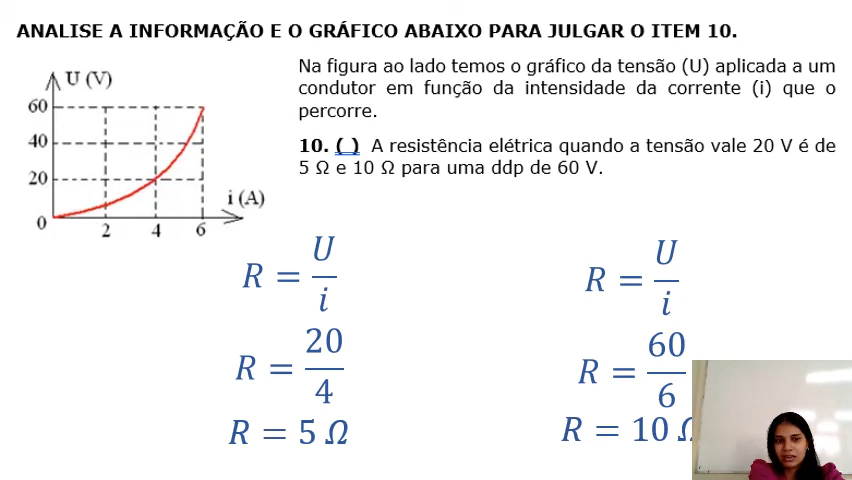 ANALISE A INFORMAÇÃO E O GRÁFICO ABAIXO PARA JULGAR O ITEM 10.
Na figura ao lado temos o gráfico da tensão (U) aplicada a um
condutor em função da intensidade da corrente (i) que o
percorre.
10. ( ) A resistência elétrica quando a tensão vale 20 V é de
5 Ω e 10 Ω para uma ddp de 60 V.
U (V)
60
40
20
0
2
4
6
i (A)
R = U/i
R = 20/4
R = 5 Ω
R = U/i
R = 60/6
R = 10 Ω